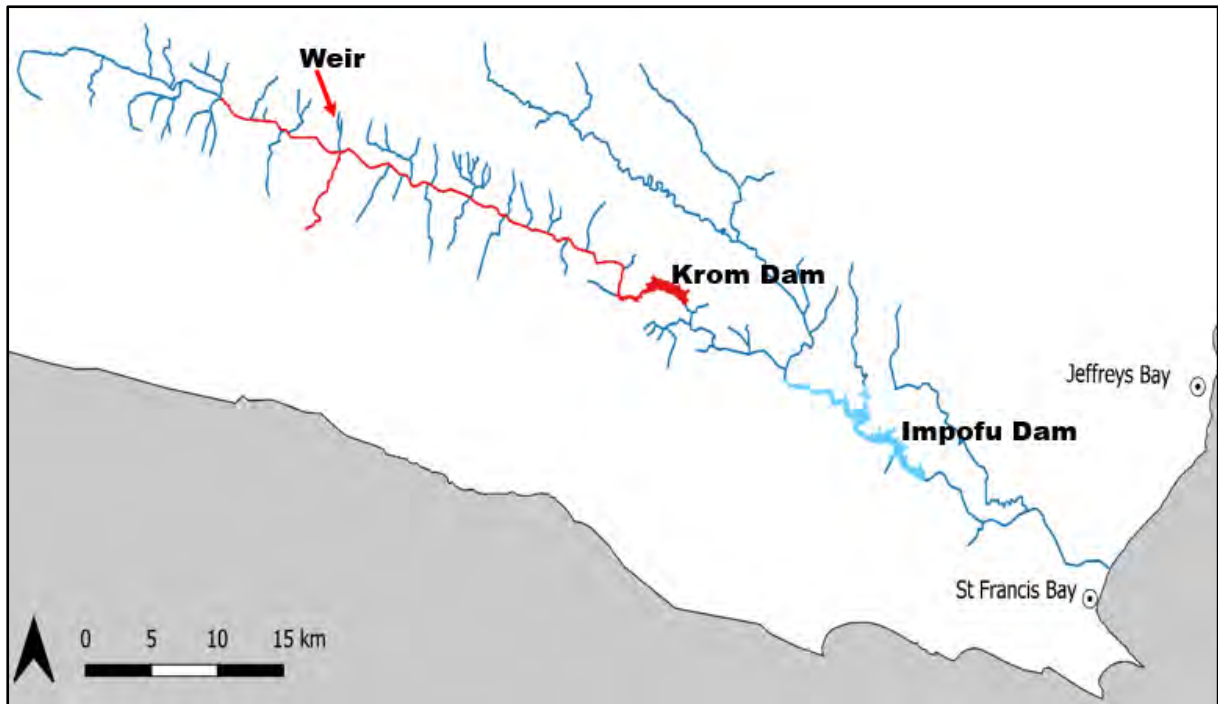 Weir
Krom Dam
Jeffreys Bay
Impofu Dam
St Francis Bay
0 5 10 15 km